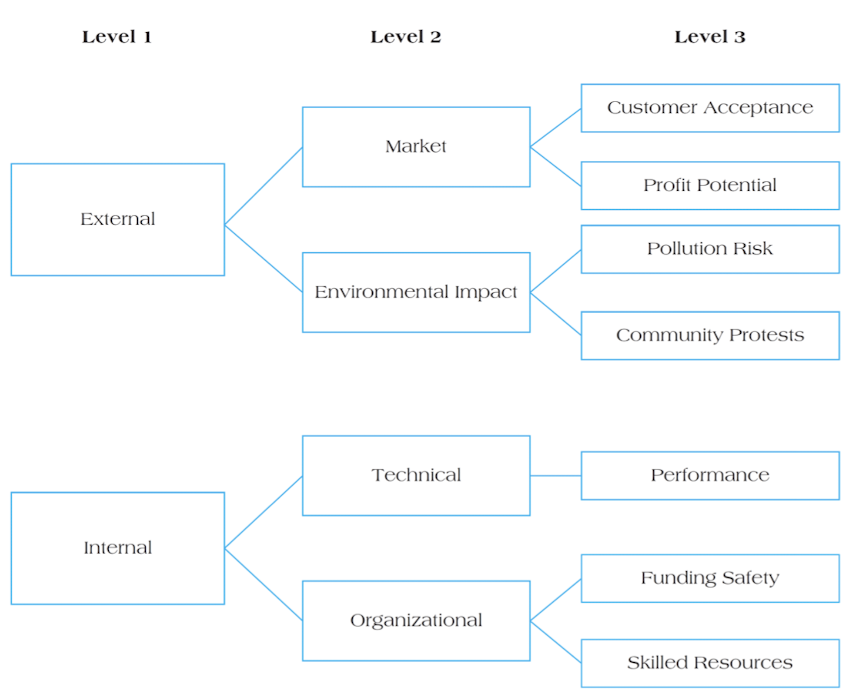 Level 1
Level 2
Level 3
External
Market
Customer Acceptance
Profit Potential
Environmental Impact
Pollution Risk
Community Protests
Internal
Technical
Performance
Organizational
Funding Safety
Skilled Resources